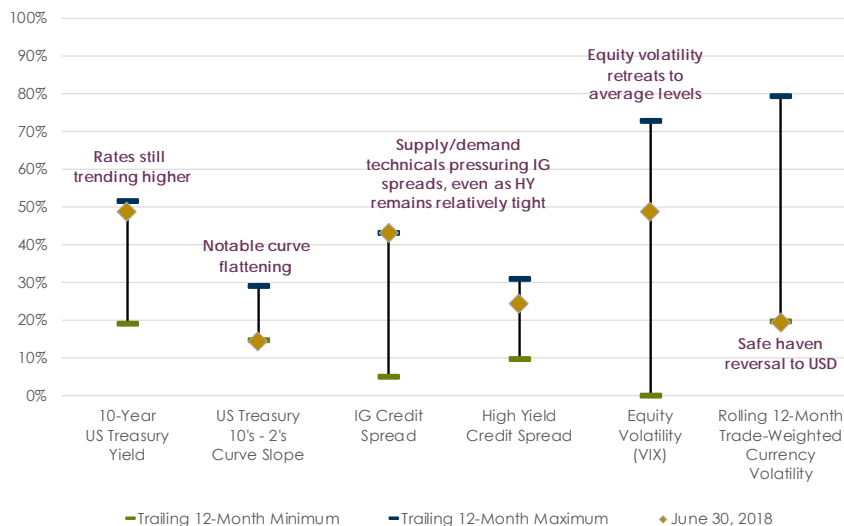 100%
90%
80%
70%
60%
50%
40%
30%
20%
10%
0%
Equity volatility
retreats to
average levels
Supply/demand
technicals pressuring IG
spreads, even as HY
remains relatively tight
Rates still
trending higher
Notable curve
flattening
Safe haven
reversal to USD
10-Year
US Treasury
Yield
US Treasury
10's - 2's
Curve Slope
IG Credit
Spread
High Yield
Credit Spread
Equity
Volatility
(VIX)
Rolling 12-Month
Trade-Weighted
Currency
Volatility
Trailing 12-Month Minimum
Trailing 12-Month Maximum
June 30, 2018